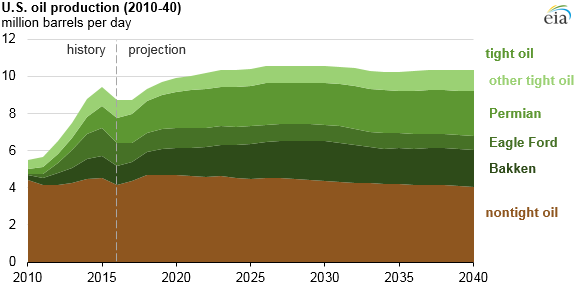 U.S. oil production (2010-40)
million barrels per day
eia
12
10
8
6
4
2
0
history
projection
tight oil
other tight oil
Permian
Eagle Ford
Bakken
nontight oil
2010 2015 2020 2025 2030 2035 2040